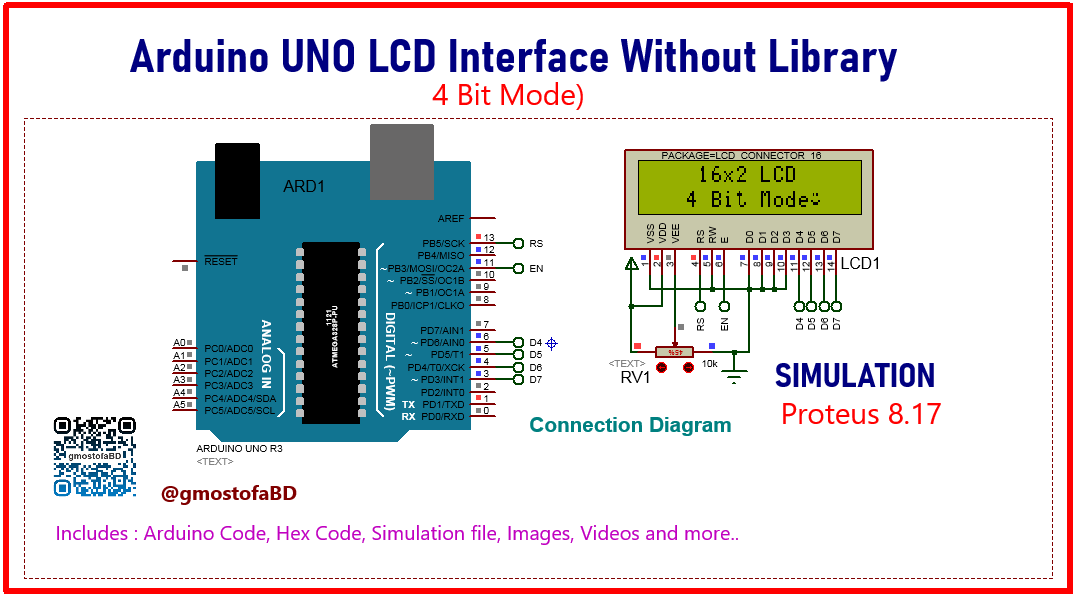 Arduino UNO LCD Interface Without Library
4 Bit Mode)
ARD1
AREF
RESET
PB5/SCK 13 RS
PB4/MISO 12
~PB3/MOSI/OC2A 11 EN
~ PB2/SS/OC1B 10
~ PB1/OC1A 9
PB0/ICP1/CLKO 8
1121
ATMEGA328P-PU
ANALOG IN
DIGITAL (~PWM)
PD7/AIN1 7
~ PD6/AIN0 6 D4
~ PD5/T1 5 D5
PD4/T0/XCK 4 D6
~ PD3/INT1 3 D7
PD2/INT0 2
TX PD1/TXD 1
RX PD0/RXD 0
A0 PC0/ADC0
A1 PC1/ADC1
A2 PC2/ADC2
A3 PC3/ADC3
A4 PC4/ADC4/SDA
A5 PC5/ADC5/SCL
ARDUINO UNO R3
<TEXT>
PACKAGE=LCD CONNECTOR 16
16x2 LCD
4 Bit Mode
VSS VDD VEE RS RW E D0 D1 D2 D3 D4 D5 D6 D7
1 2 3 4 5 6 7 8 9 10 11 12 13 14
LCD1
RS EN D4 D5 D6 D7
<TEXT>
RV1
10k
SIMULATION
Proteus 8.17
Connection Diagram
gmostofaBD
@gmostofaBD
Includes : Arduino Code, Hex Code, Simulation file, Images, Videos and more..